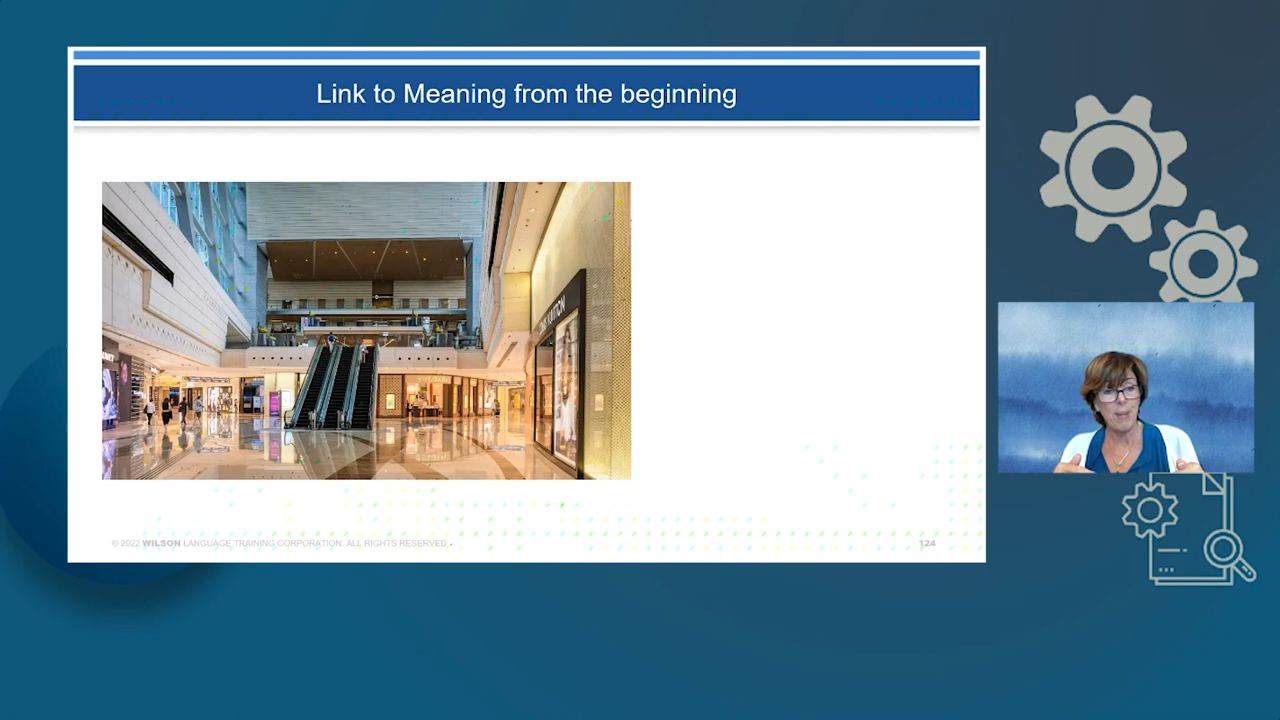 Link to Meaning from the beginning
© 2022 WILSON LANGUAGE TRAINING CORPORATION. ALL RIGHTS RESERVED.
124